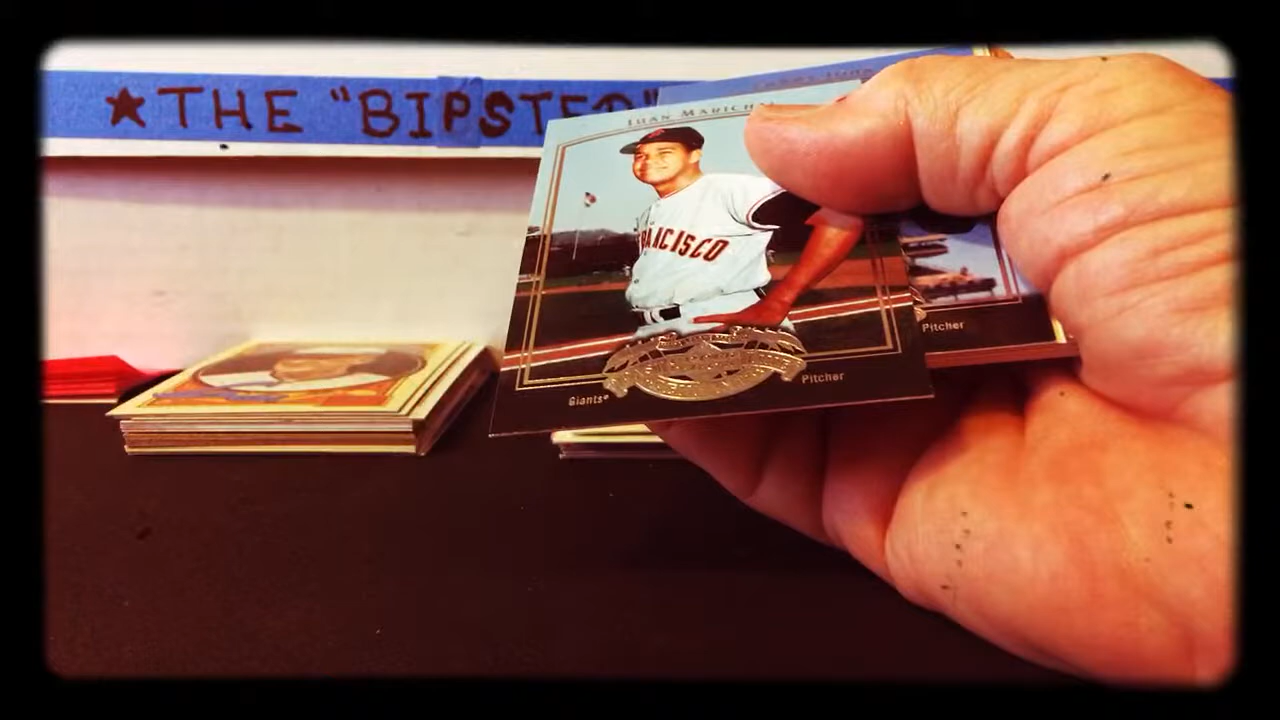 ★THE "BIPSTER"
JUAN MARICHAL
FRANCISCO
Giants®
Pitcher
Pitcher